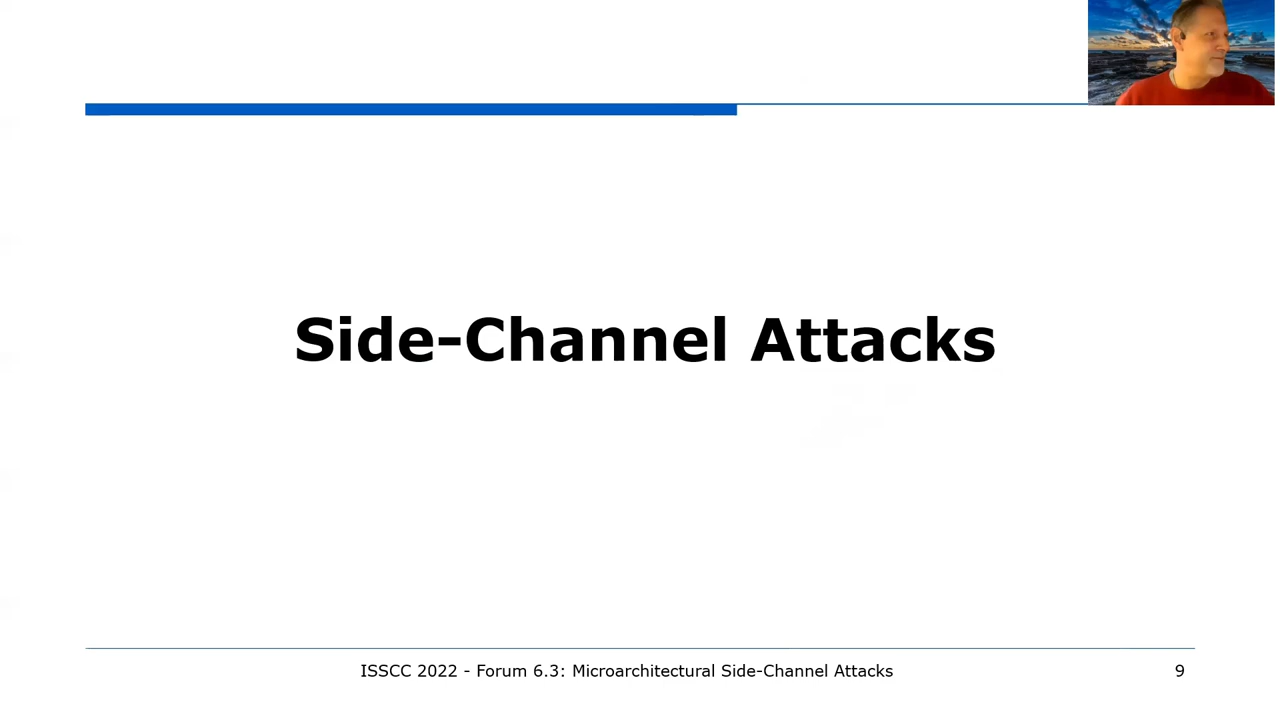 Side-Channel Attacks
ISSCC 2022 - Forum 6.3: Microarchitectural Side-Channel Attacks
9